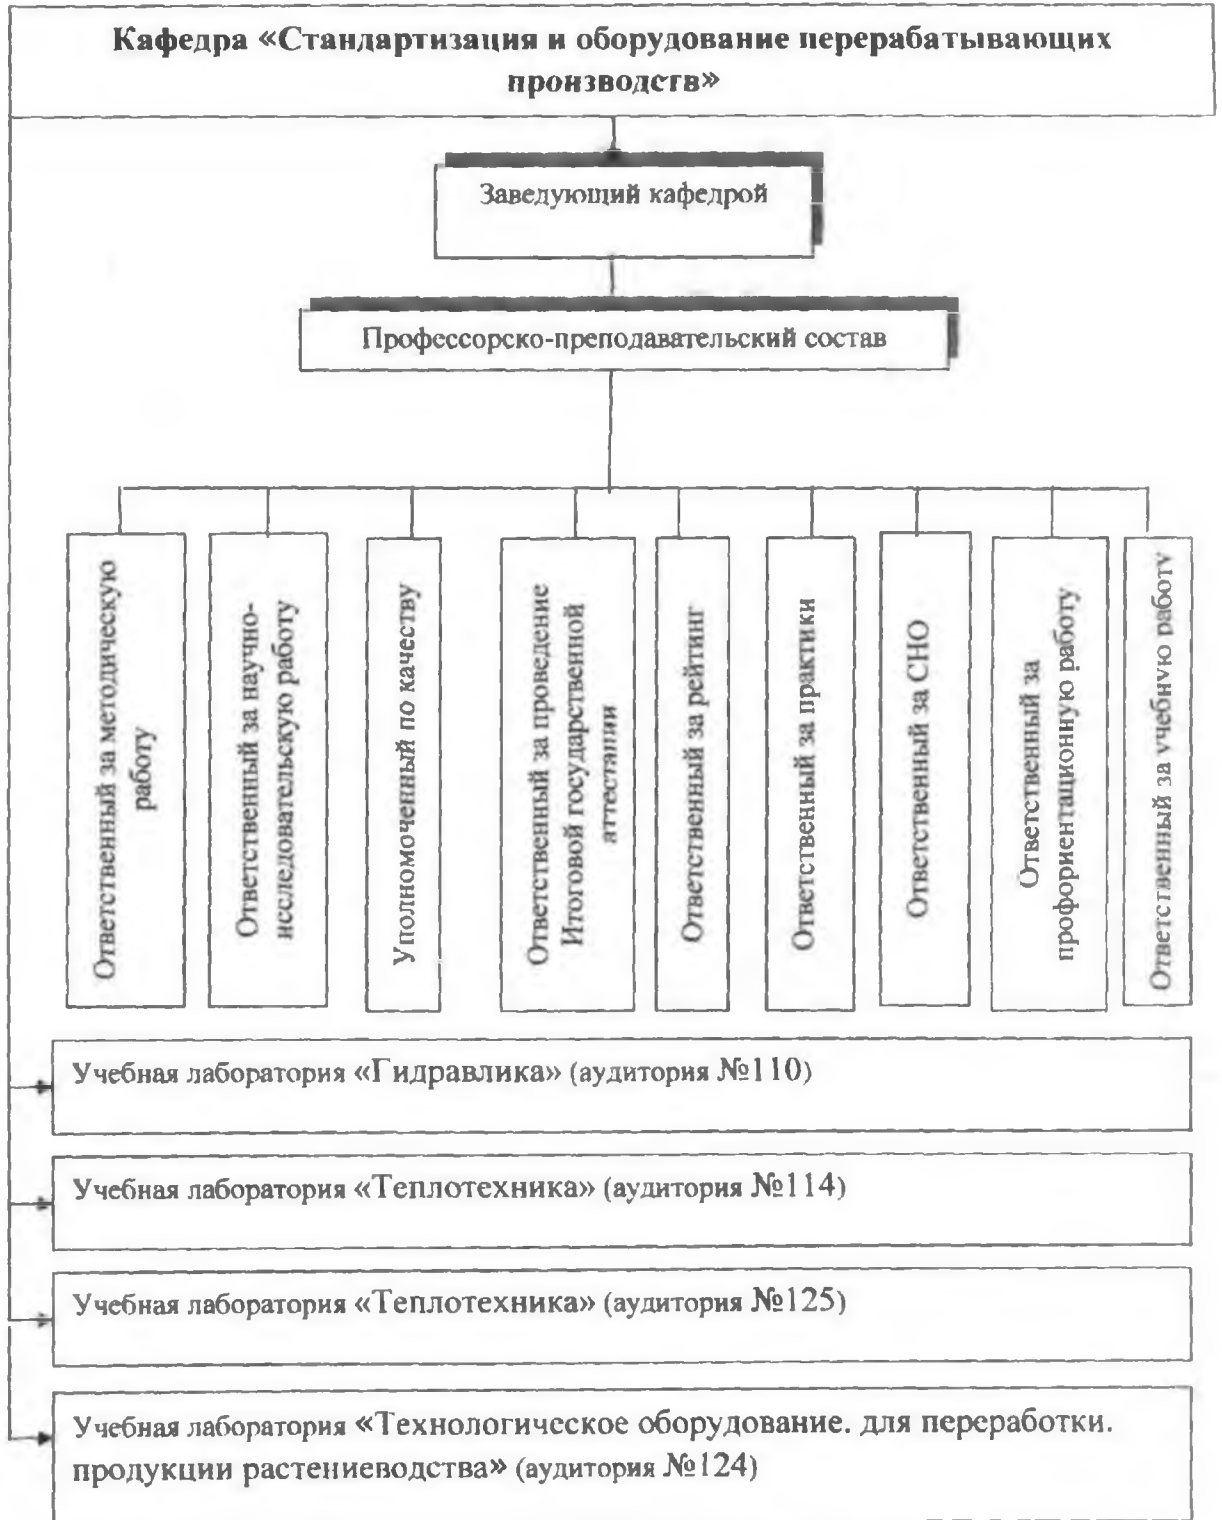 Кафедра «Стандартизация и оборудование перерабатывающих
производств»
Заведующий кафедрой
Профессорско-преподавательский состав
Ответственный за методическую
работу
Ответственный за научно-
исследовательскую работу
Уполномоченный по качеству
Ответственный за проведение
Итоговой государственной
аттестации
Ответственный за рейтинг
Ответственный за практики
Ответственный за СНО
Ответственный за
профориентационную работу
Ответственный за учебную работу
Учебная лаборатория «Гидравлика» (аудитория №110)
Учебная лаборатория «Теплотехника» (аудитория №114)
Учебная лаборатория «Теплотехника» (аудитория №125)
Учебная лаборатория «Технологическое оборудование. для переработки.
продукции растениеводства» (аудитория №124)